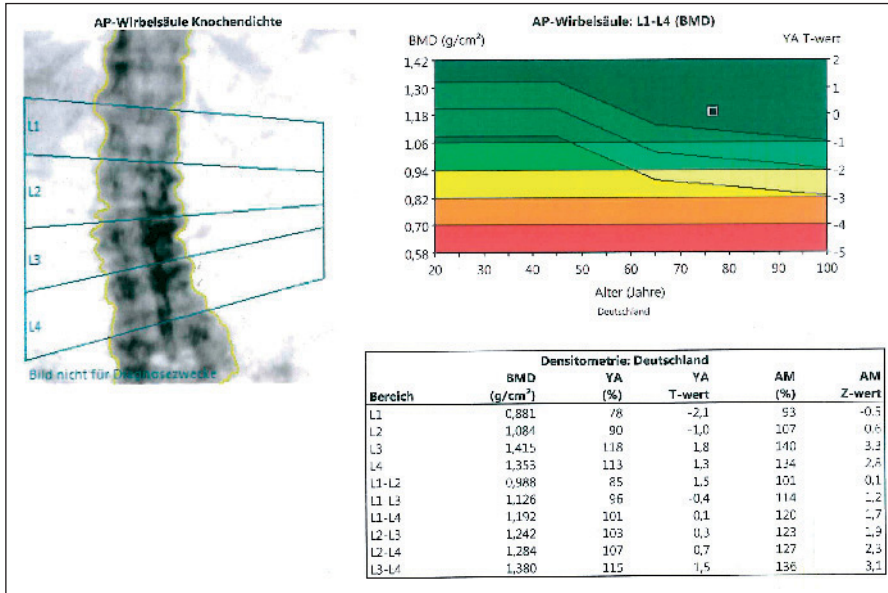 AP-Wirbelsäule Knochendichte
L1
L2
L3
L4
Bild nicht für Diagnosezwecke
AP-Wirbelsäule: L1-L4 (BMD)
BMD (g/cm²) YA T-wert
1,42 2
1,30 1
1,18 0
1,06 -1
0,94 -2
0,82 -3
0,70 -4
0,58 -5
20 30 40 50 60 70 80 90 100
Alter (Jahre)
Deutschland
Densitometrie: Deutschland
BMD YA YA AM AM
Bereich (g/cm²) (%) T-wert (%) Z-wert
L1 0,881 78 -2,1 93 -0,5
L2 1,084 90 -1,0 107 0,6
L3 1,415 118 1,8 140 3,3
L4 1,353 113 1,3 134 2,8
L1-L2 0,988 85 1,5 101 0,1
L1-L3 1,126 96 -0,4 114 1,2
L1-L4 1,192 101 0,1 120 1,7
L2-L3 1,242 103 0,3 123 1,9
L2-L4 1,284 107 0,7 127 2,3
L3-L4 1,380 115 1,5 136 3,1